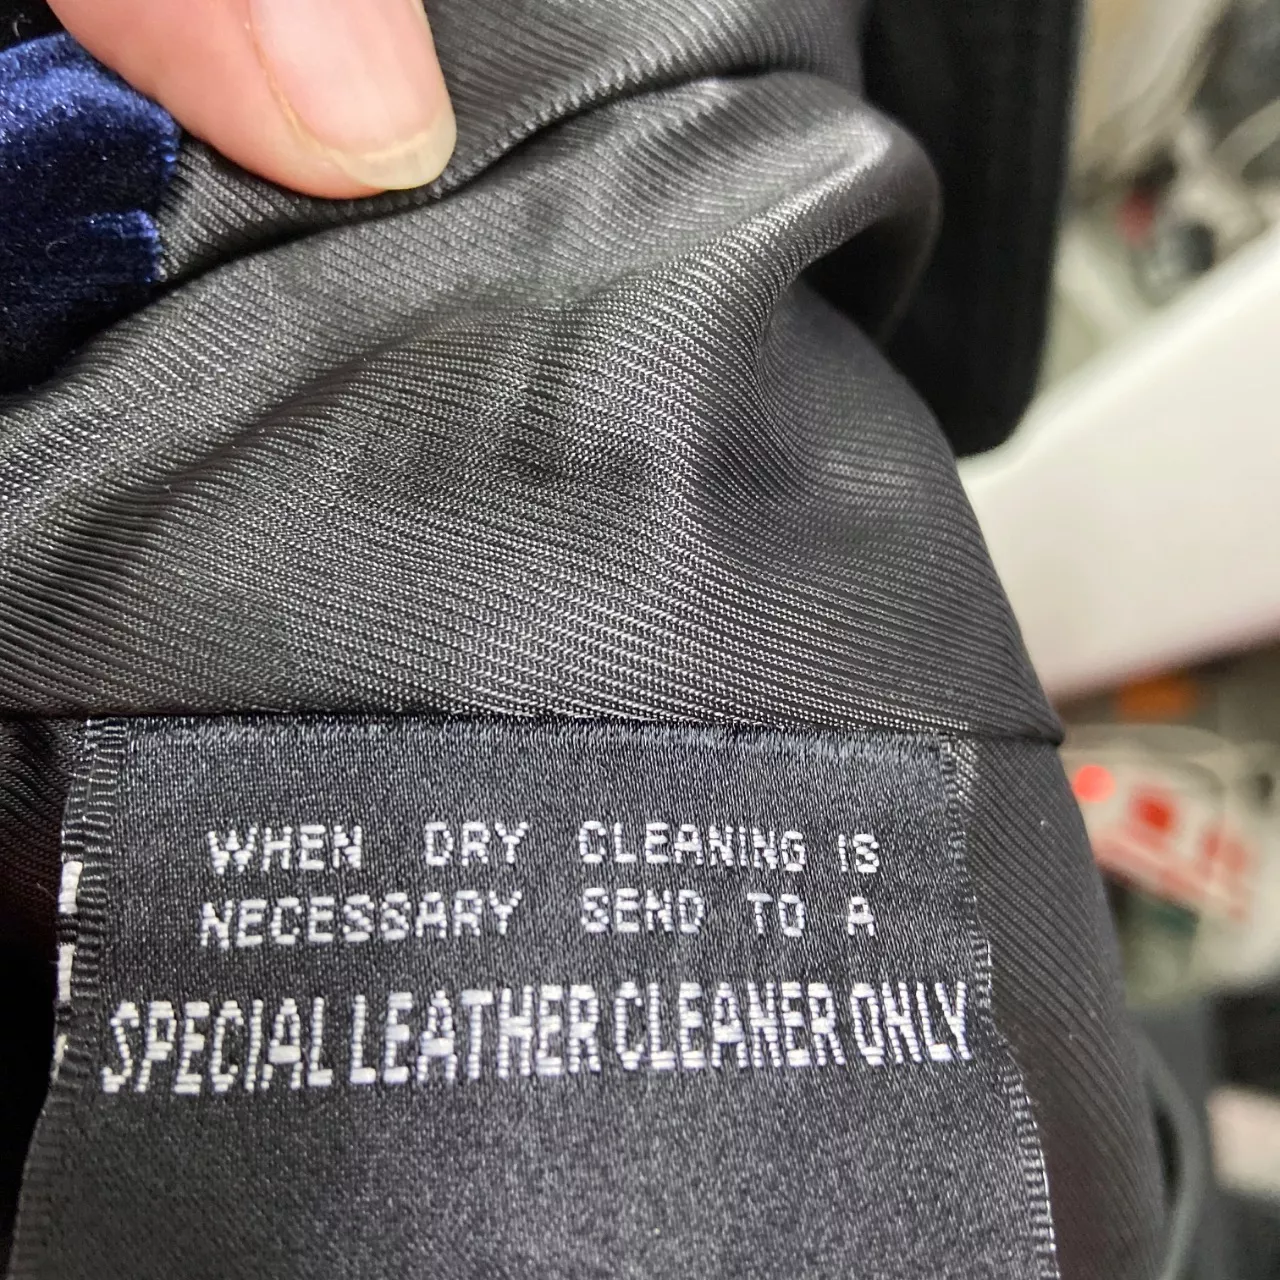 WHEN DRY CLEANING IS
NECESSARY SEND TO A
SPECIAL LEATHER CLEANER ONLY